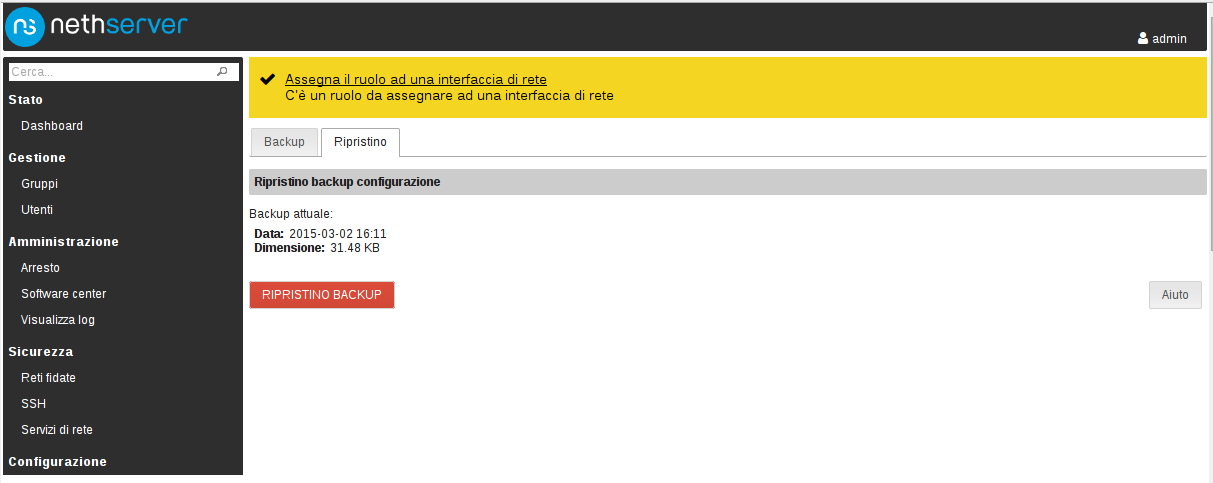 ns nethserver
admin
Cerca...
Stato
Dashboard
Gestione
Gruppi
Utenti
Amministrazione
Arresto
Software center
Visualizza log
Sicurezza
Reti fidate
SSH
Servizi di rete
Configurazione
Assegna il ruolo ad una interfaccia di rete
C'è un ruolo da assegnare ad una interfaccia di rete
Backup Ripristino
Ripristino backup configurazione
Backup attuale:
Data: 2015-03-02 16:11
Dimensione: 31.48 KB
RIPRISTINO BACKUP Aiuto